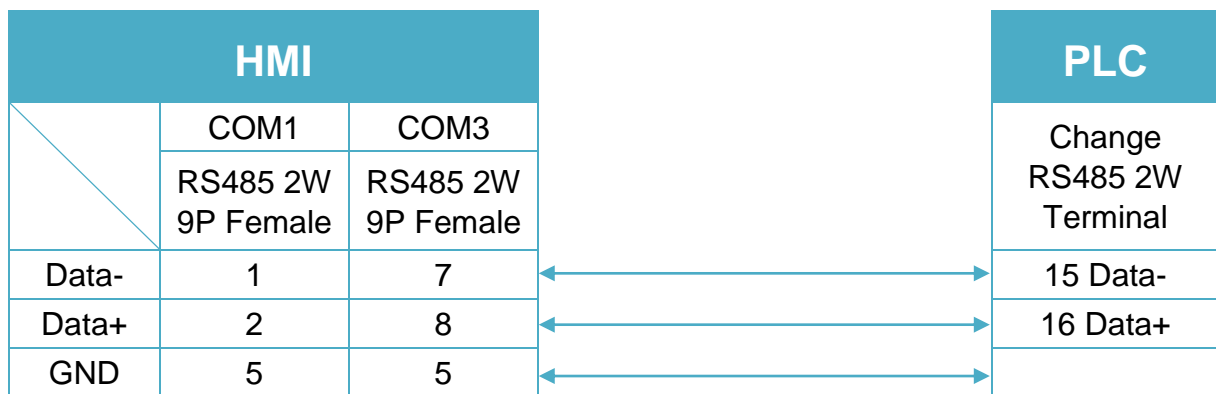 HMI
PLC
COM1
COM3
Change
RS485 2W
Terminal
RS485 2W
9P Female
RS485 2W
9P Female
Data-
1
7
15 Data-
Data+
2
8
16 Data+
GND
5
5